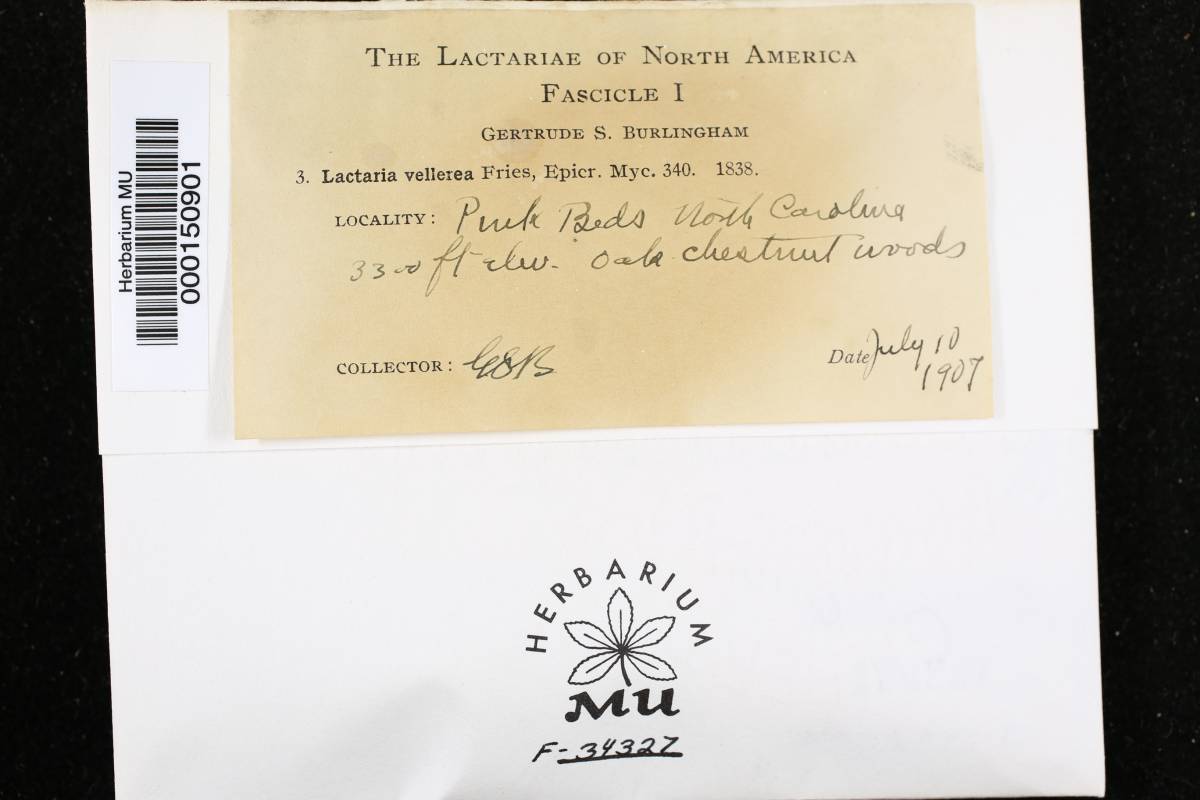 THE LACTARIAE OF NORTH AMERICA
FASCICLE I
GERTRUDE S. BURLINGHAM
3. Lactaria vellerea Fries, Epicr. Myc. 340. 1838.
LOCALITY: Pink Beds North Carolina
3300 ft elev. Oak chestnut woods
COLLECTOR: GSB
Date July 10
1907
Herbarium MU
000150901
HERBARIUM
MU
F-34327